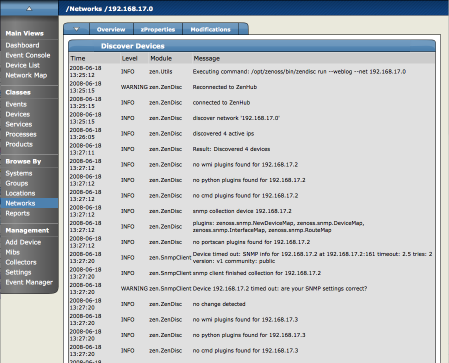 /Networks /192.168.17.0
Main Views
Dashboard
Event Console
Device List
Network Map
Classes
Events
Devices
Services
Processes
Products
Browse By
Systems
Groups
Locations
Networks
Reports
Management
Add Device
Mibs
Collectors
Settings
Event Manager
Overview zProperties Modifications
Discover Devices
Time Level Module Message
2008-06-18
13:25:12 INFO zen.Utils Executing command: /opt/zenoss/bin/zendisc run --weblog --net 192.168.17.0
2008-06-18
13:25:15 WARNING zen.ZenDisc Reconnected to ZenHub
2008-06-18
13:25:15 INFO zen.ZenDisc connected to ZenHub
2008-06-18
13:25:15 INFO zen.ZenDisc discover network '192.168.17.0'
2008-06-18
13:26:05 INFO zen.ZenDisc discovered 4 active ips
2008-06-18
13:27:11 INFO zen.ZenDisc Result: Discovered 4 devices
2008-06-18
13:27:12 INFO zen.ZenDisc no wmi plugins found for 192.168.17.2
2008-06-18
13:27:12 INFO zen.ZenDisc no python plugins found for 192.168.17.2
2008-06-18
13:27:12 INFO zen.ZenDisc no cmd plugins found for 192.168.17.2
2008-06-18
13:27:12 INFO zen.ZenDisc snmp collection device 192.168.17.2
2008-06-18
13:27:12 INFO zen.ZenDisc plugins: zenoss.snmp.NewDeviceMap, zenoss.snmp.DeviceMap,
zenoss.snmp.InterfaceMap, zenoss.snmp.RouteMap
2008-06-18
13:27:12 INFO zen.ZenDisc no portscan plugins found for 192.168.17.2
2008-06-18
13:27:20 INFO zen.SnmpClient Device timed out: SNMP info for 192.168.17.2 at 192.168.17.2:161 timeout: 2.5 tries: 2
version: v1 community: public
2008-06-18
13:27:20 INFO zen.SnmpClient snmp client finished collection for 192.168.17.2
2008-06-18
13:27:20 WARNING zen.ZenDisc Device 192.168.17.2 timed out: are your SNMP settings correct?
2008-06-18
13:27:20 INFO zen.ZenDisc no change detected
2008-06-18
13:27:20 INFO zen.ZenDisc no wmi plugins found for 192.168.17.3
2008-06-18
13:27:20 INFO zen.ZenDisc no python plugins found for 192.168.17.3
2008-06-18
13:27:20 INFO zen.ZenDisc no cmd plugins found for 192.168.17.3